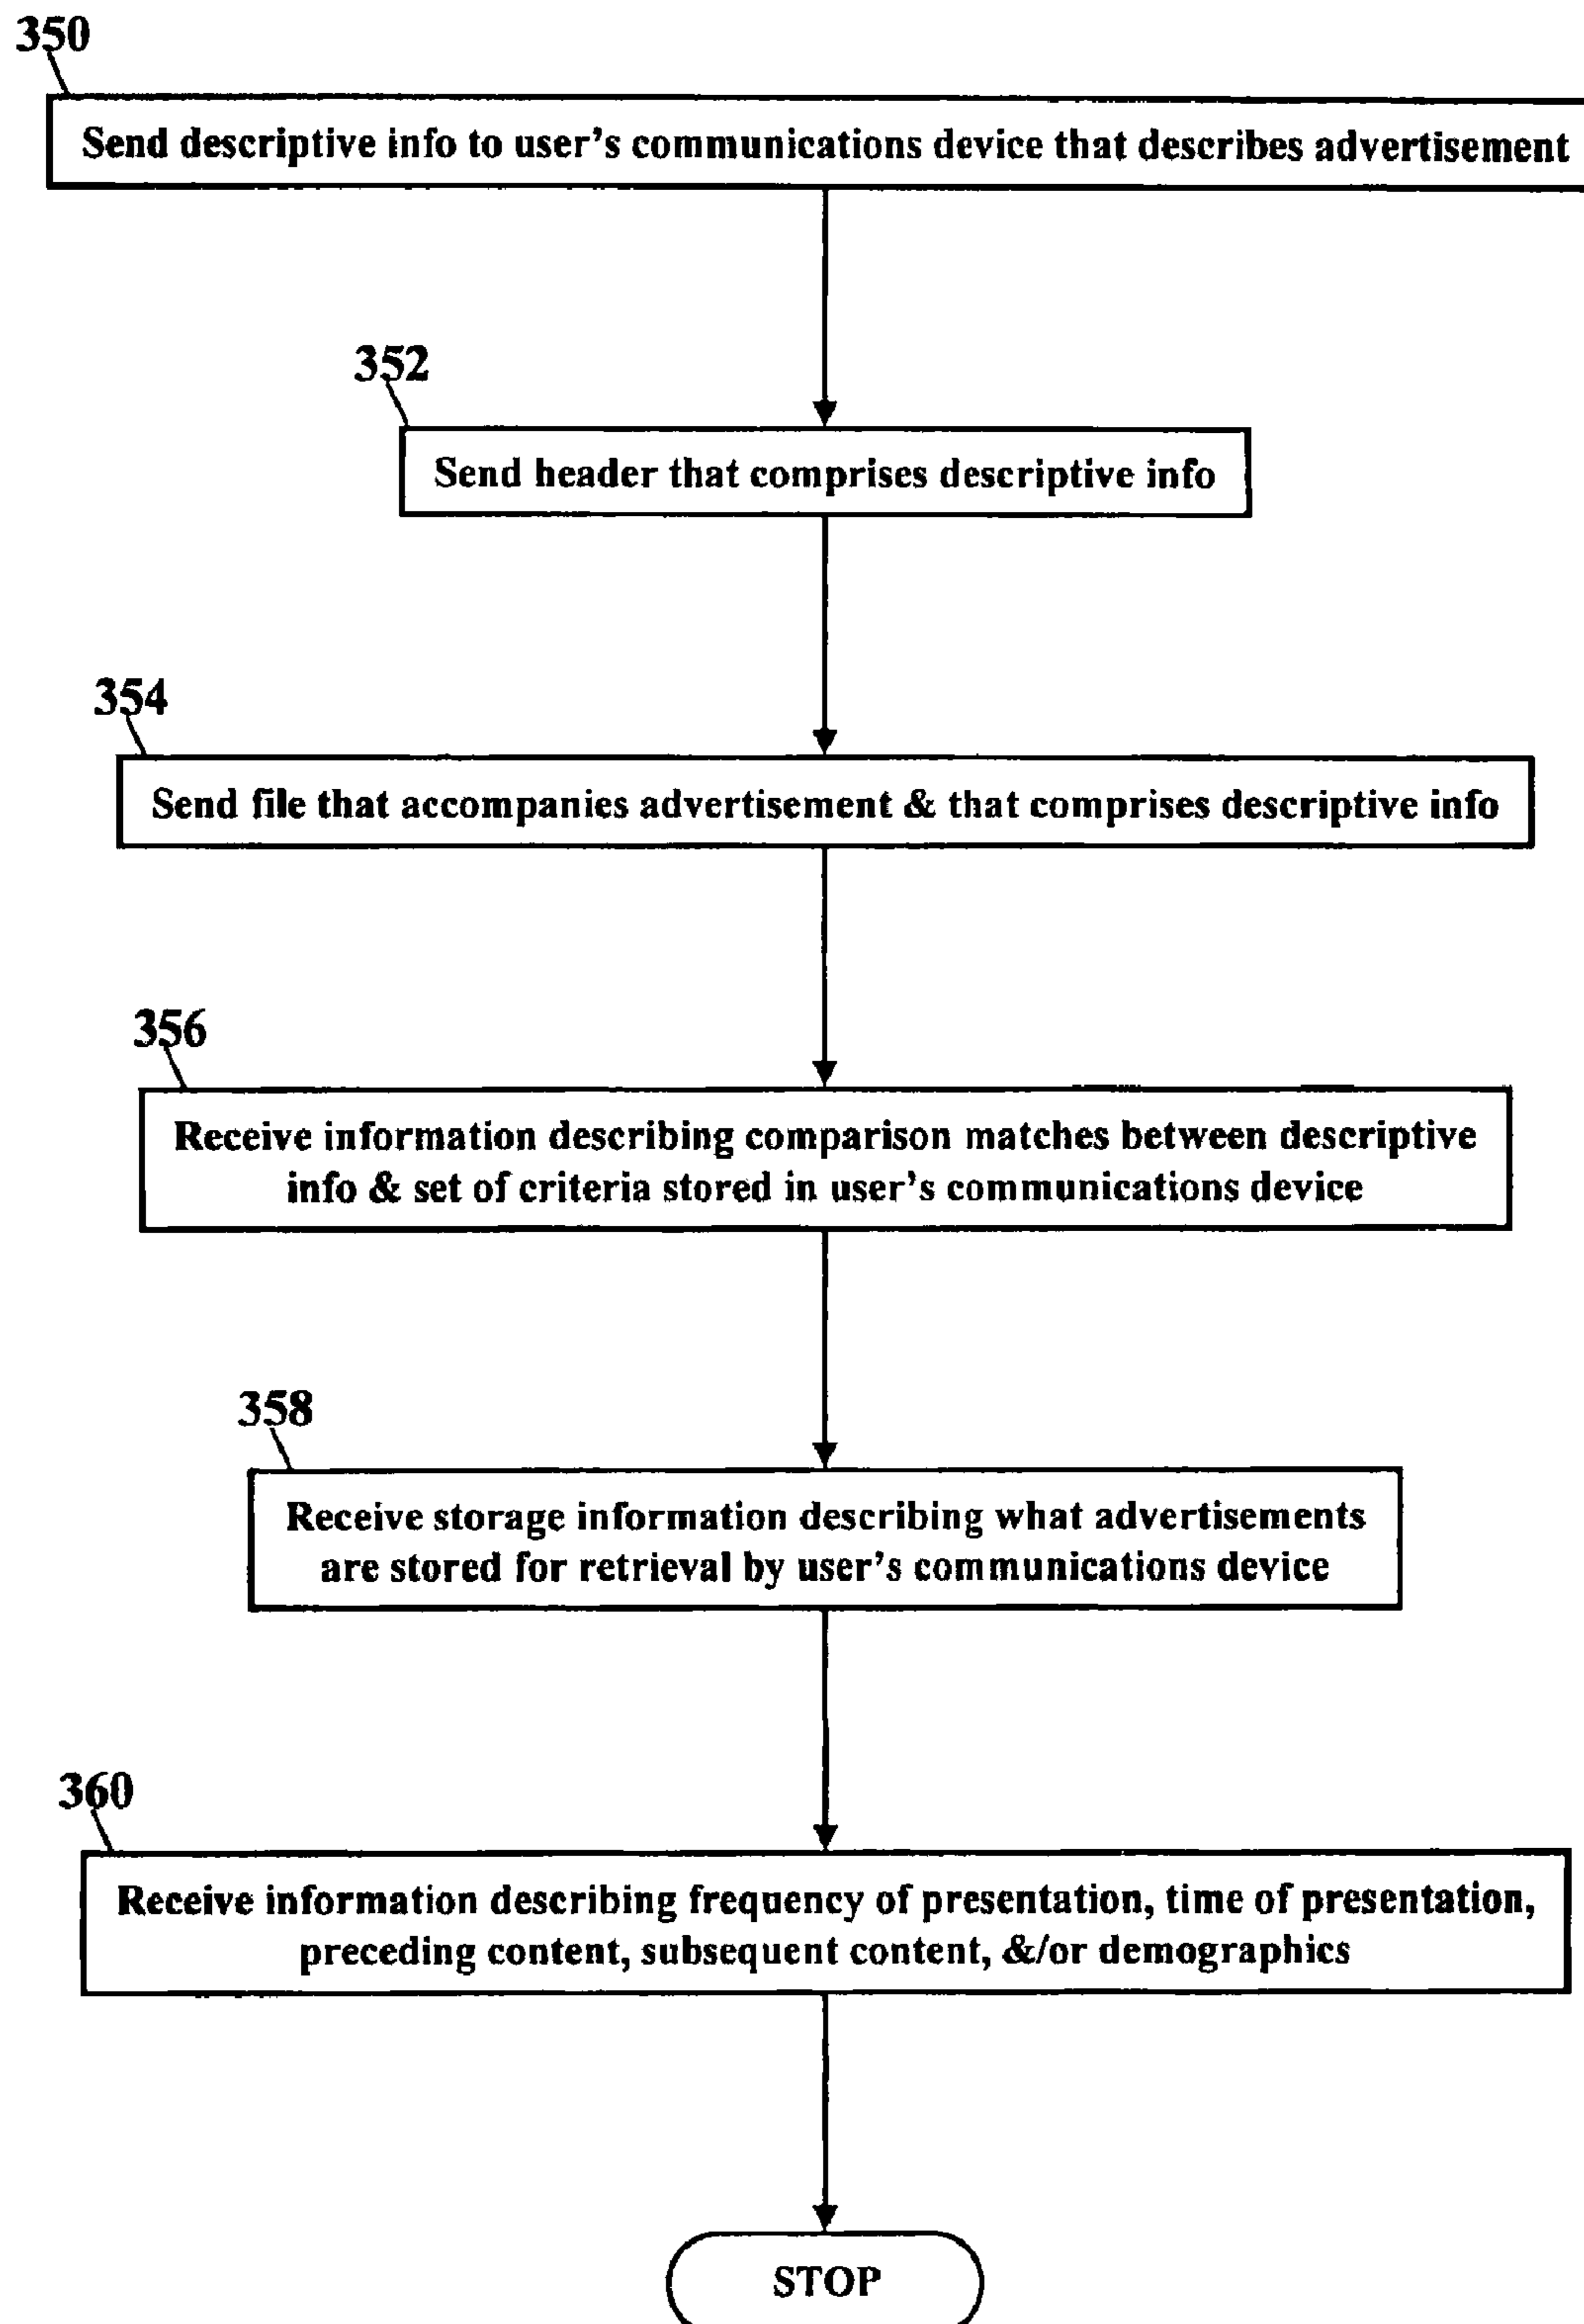 350
Send descriptive info to user's communications device that describes advertisement
352
Send header that comprises descriptive info
354
Send file that accompanies advertisement & that comprises descriptive info
356
Receive information describing comparison matches between descriptive
info & set of criteria stored in user's communications device
358
Receive storage information describing what advertisements
are stored for retrieval by user's communications device
360
Receive information describing frequency of presentation, time of presentation,
preceding content, subsequent content, &/or demographics
STOP